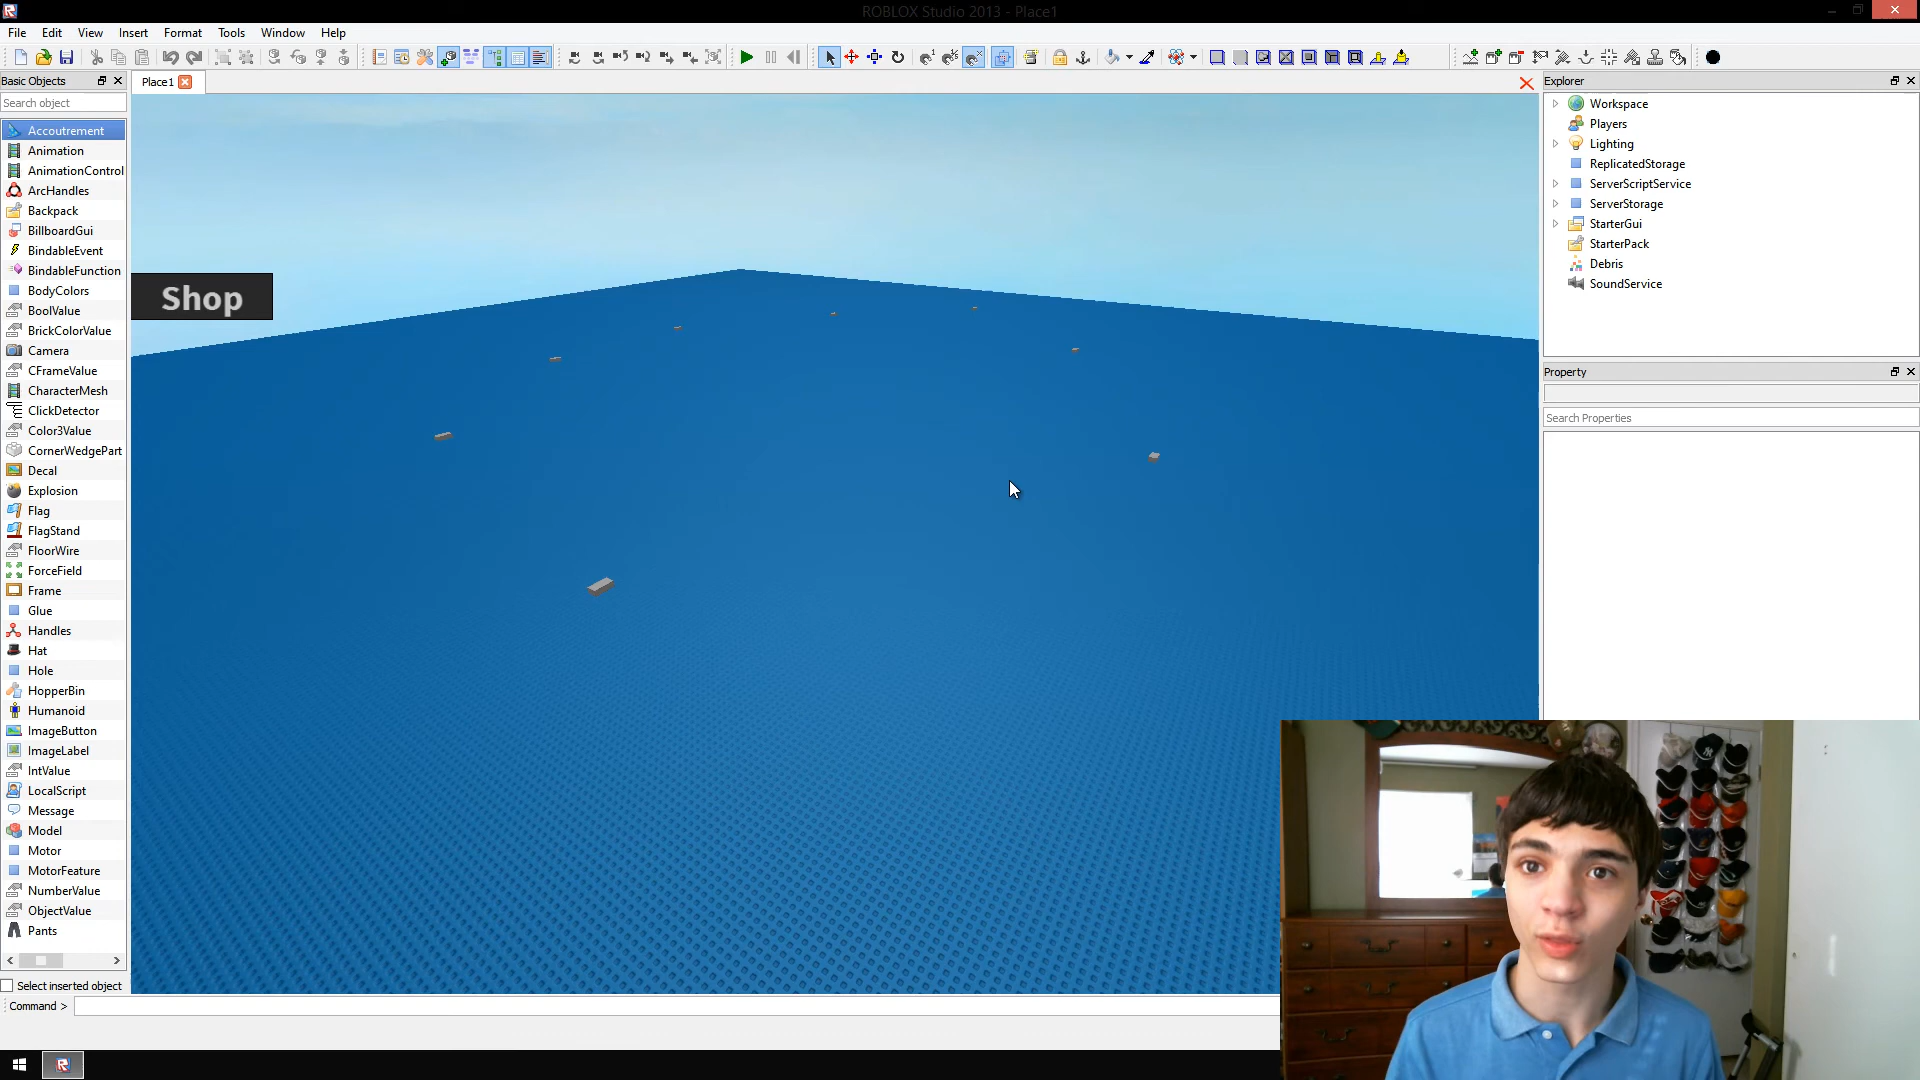 ROBLOX Studio 2013 - Place1
File Edit View Insert Format Tools Window Help
Basic Objects
Search object
Accoutrement
Animation
AnimationControl
ArcHandles
Backpack
BillboardGui
BindableEvent
BindableFunction
BodyColors
BoolValue
BrickColorValue
Camera
CFrameValue
CharacterMesh
ClickDetector
Color3Value
CornerWedgePart
Decal
Explosion
Flag
FlagStand
FloorWire
ForceField
Frame
Glue
Handles
Hat
Hole
HopperBin
Humanoid
ImageButton
ImageLabel
IntValue
LocalScript
Message
Model
Motor
MotorFeature
NumberValue
ObjectValue
Pants
Select inserted object
Command >
Place1
Shop
Explorer
Workspace
Players
Lighting
ReplicatedStorage
ServerScriptService
ServerStorage
StarterGui
StarterPack
Debris
SoundService
Property
Search Properties